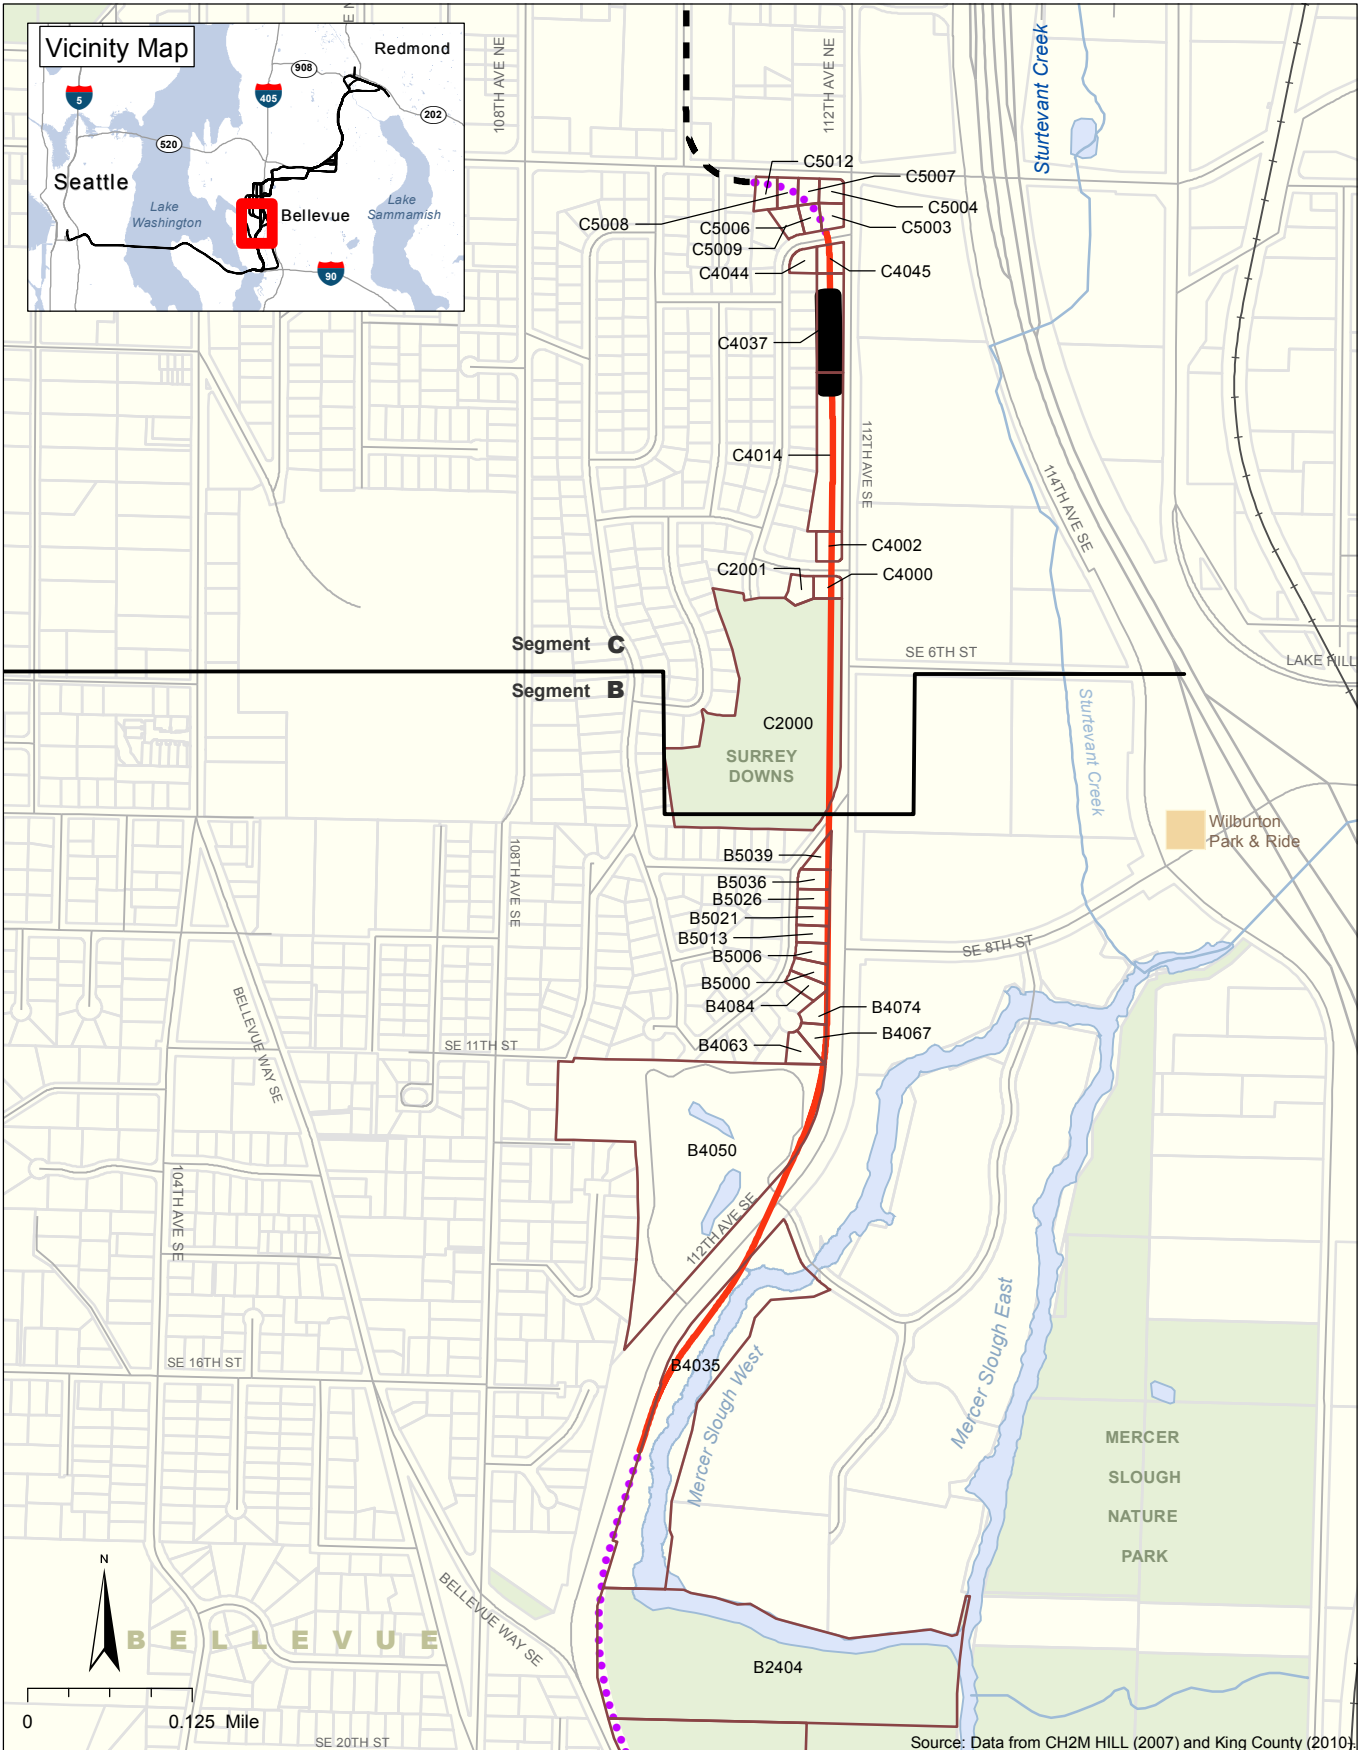 Vicinity Map
Redmond
908
5
405
202
520
Seattle
Lake
Washington
Bellevue
Lake
Sammamish
90
108TH AVE NE
112TH AVE NE
Sturtevant Creek
C5012
C5007
C5004
C5008
C5006
C5003
C5009
C4044
C4045
C4037
C4014
112TH AVE SE
114TH AVE SE
C4002
C2001
C4000
Segment C
SE 6TH ST
LAKE HILL
Segment B
C2000
SURREY
DOWNS
Sturtevant Creek
Wilburton
Park & Ride
108TH AVE SE
B5039
B5036
B5026
B5021
B5013
B5006
B5000
B4084
B4074
B4067
B4063
SE 8TH ST
BELLEVUE WAY SE
SE 11TH ST
B4050
104TH AVE SE
112TH AVE SE
SE 16TH ST
B4035
Mercer Slough West
Mercer Slough East
MERCER
SLOUGH
NATURE
PARK
N
BELLEVUE
BELLEVUE WAY SE
B2404
0 0.125 Mile
SE 20TH ST
Source: Data from CH2M HILL (2007) and King County (2010).